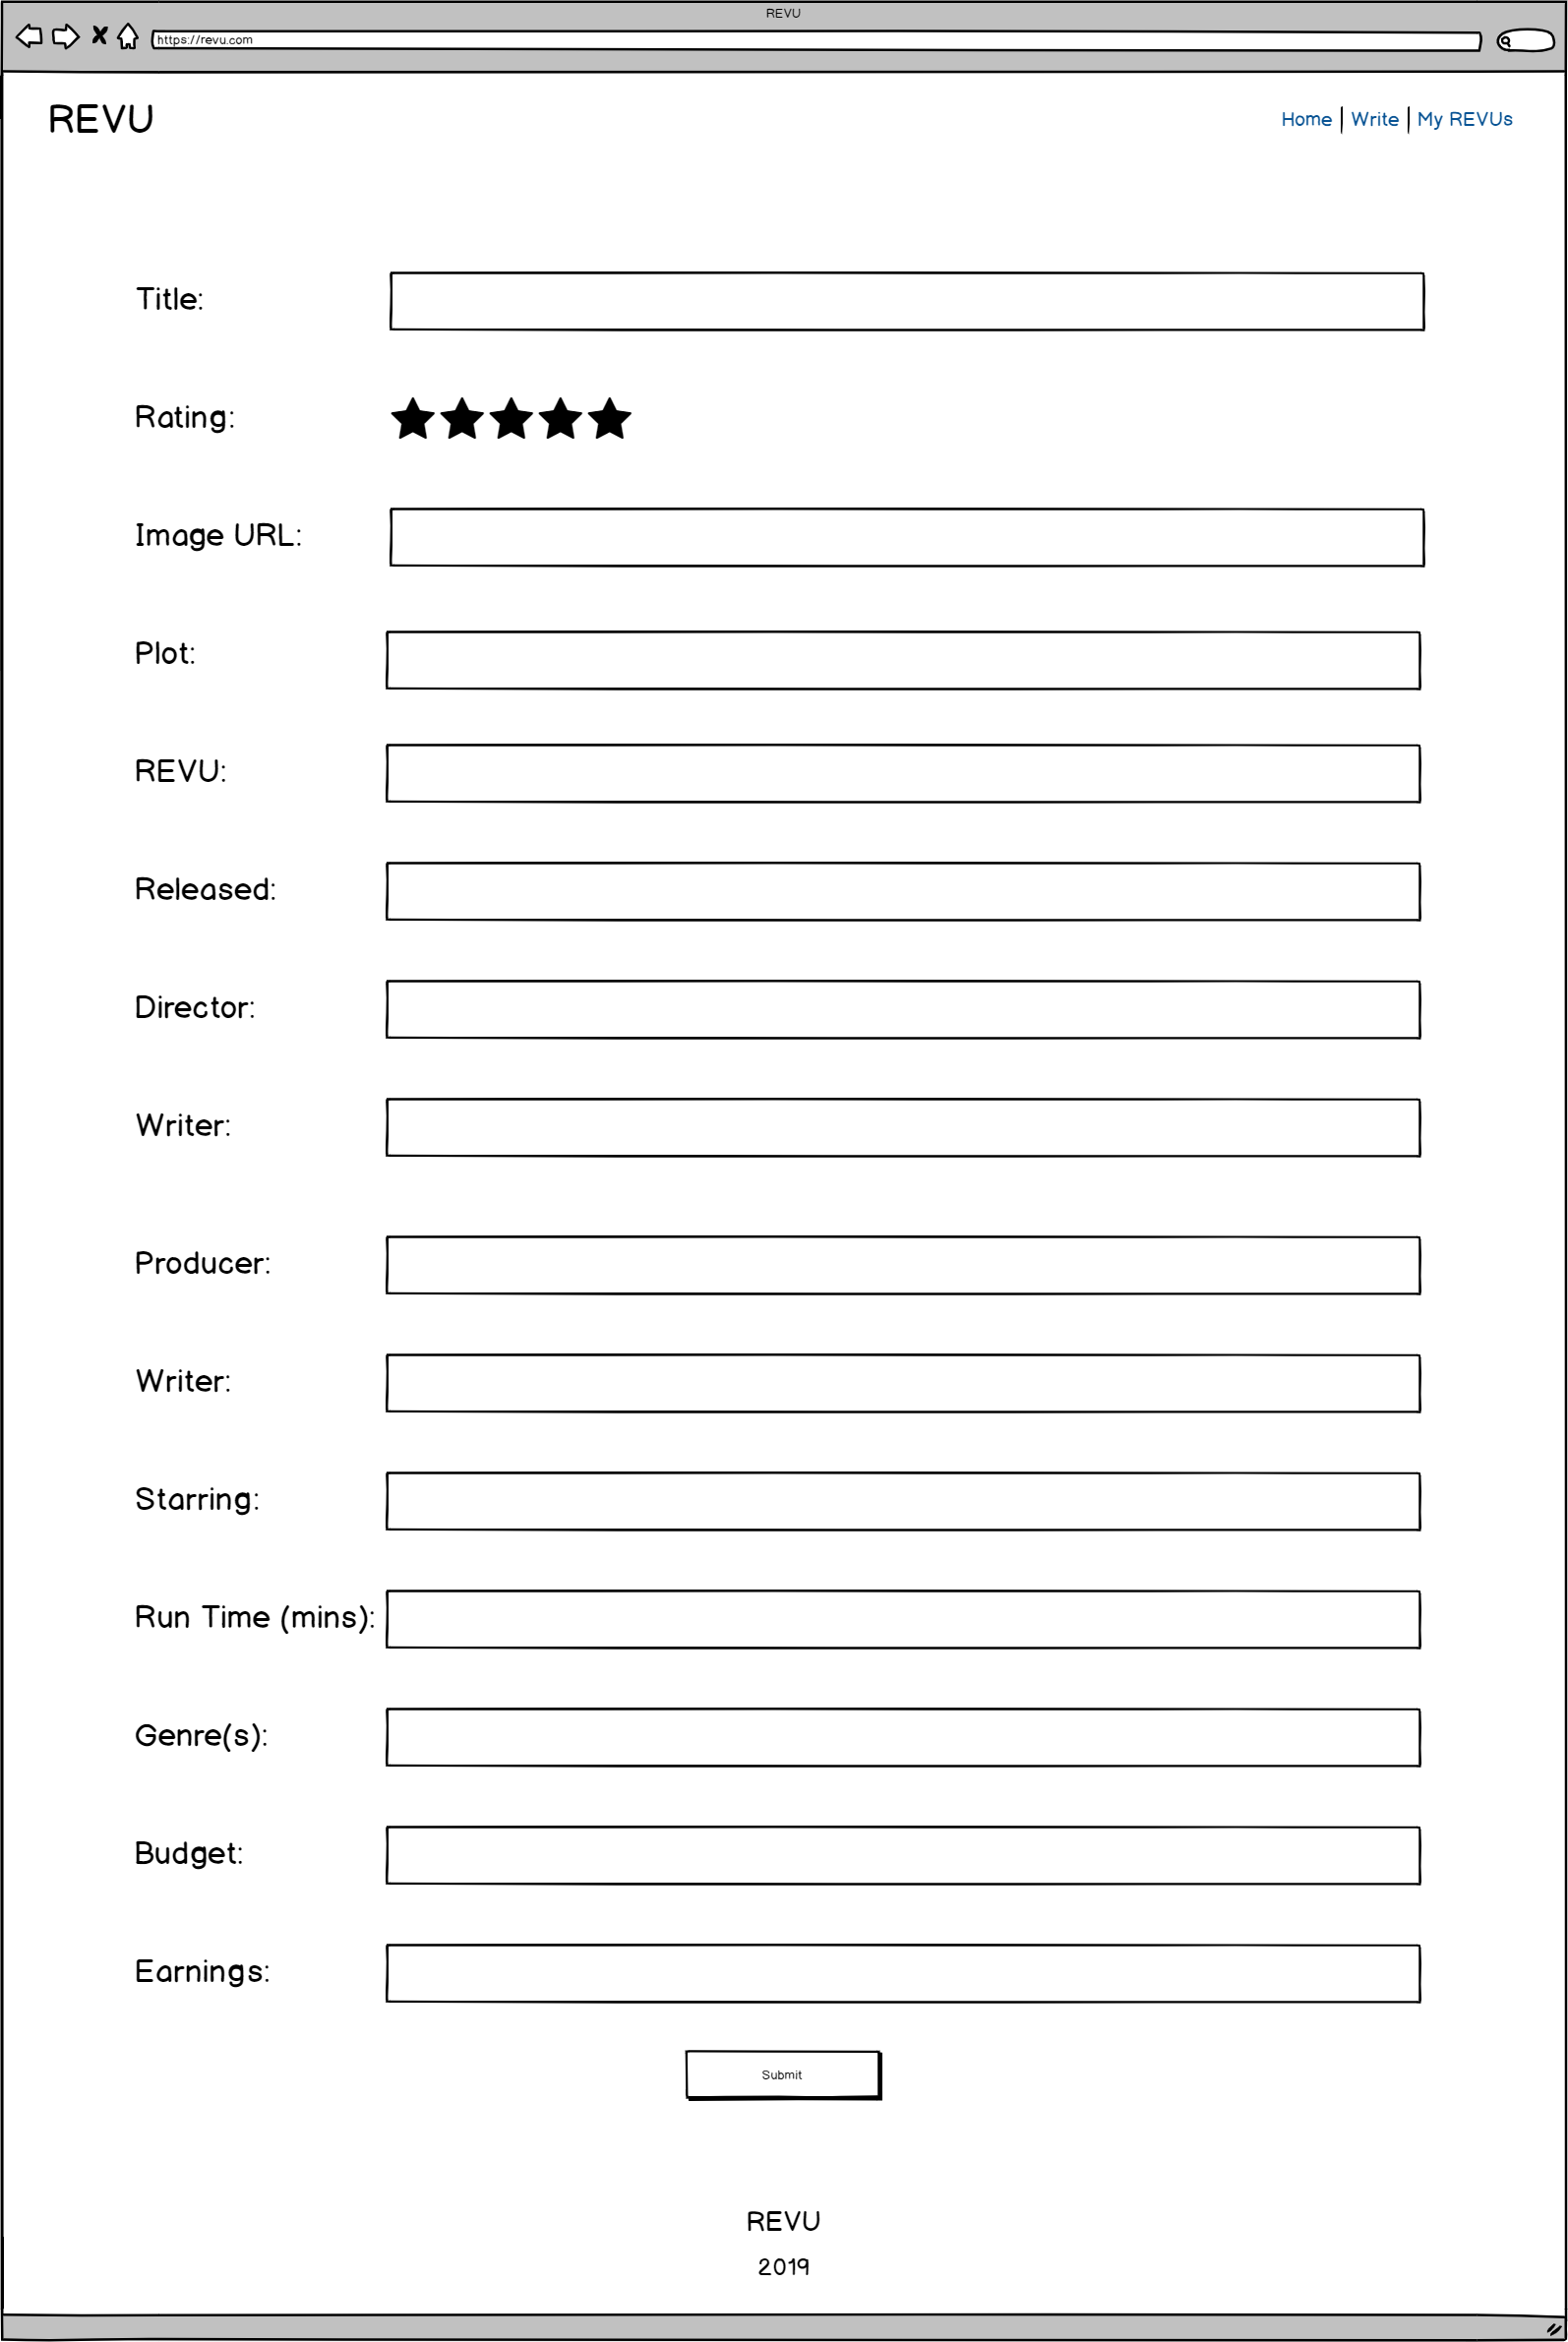 REVU
https://revu.com
REVU
Home | Write | My REVUs
Title:
Rating:
Image URL:
Plot:
REVU:
Released:
Director:
Writer:
Producer:
Writer:
Starring:
Run Time (mins):
Genre(s):
Budget:
Earnings:
Submit
REVU
2019